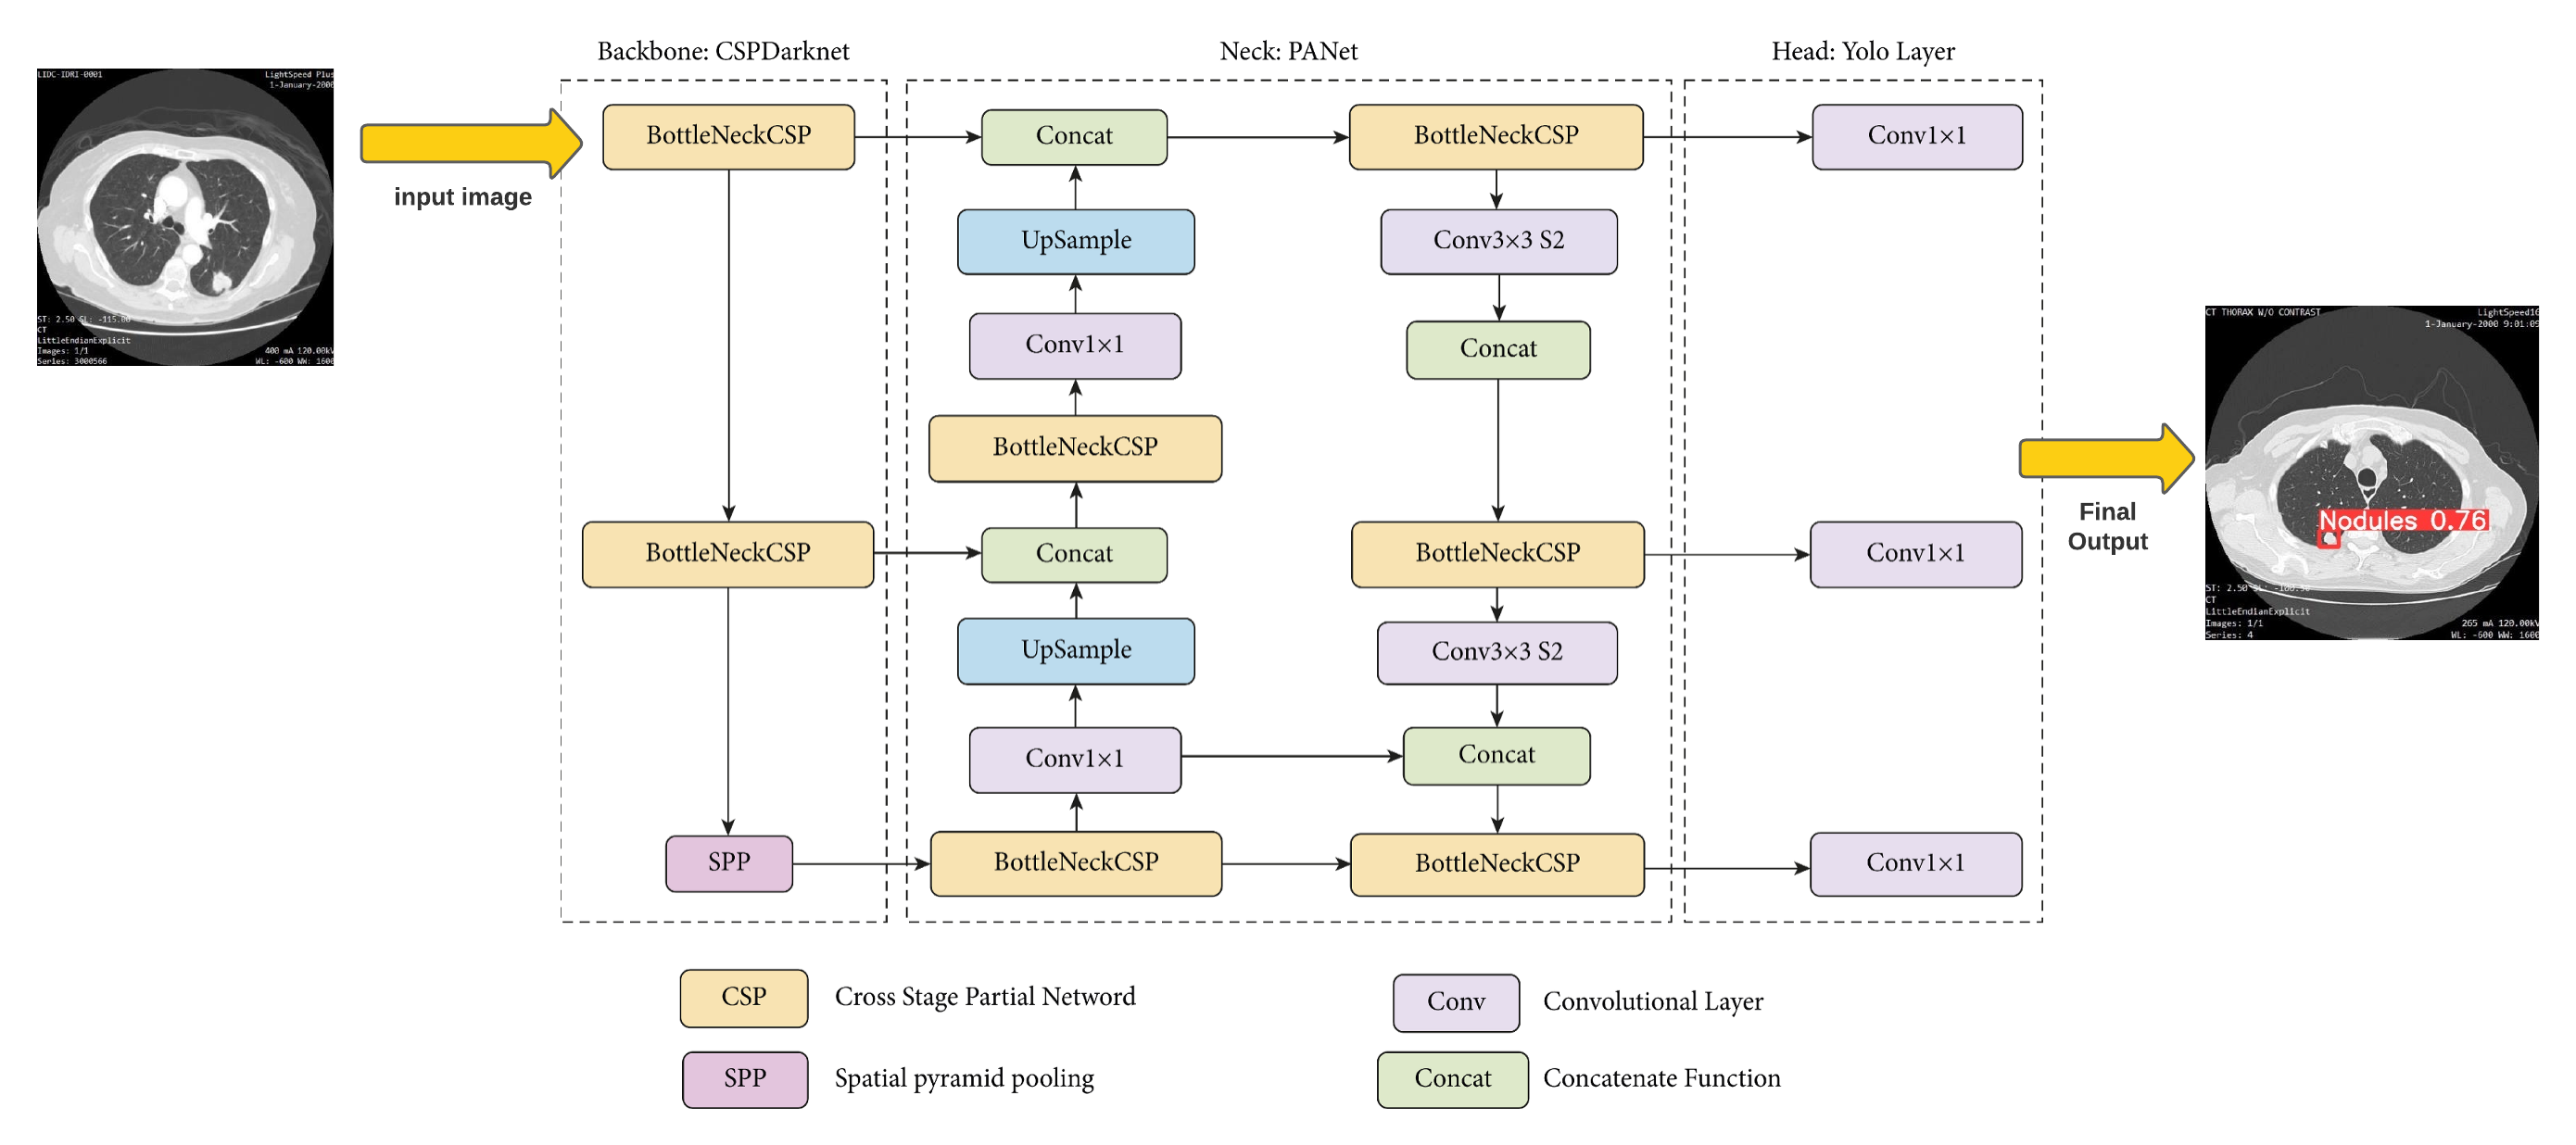 Backbone: CSPDarknet
Neck: PANet
Head: Yolo Layer
LIDC-IDRI-0001
LightSpeed Plus
1-January-2000
ST: 2.50 SL: -115.00
CT
LittleEndianExplicit
Images: 1/1
Series: 3000566
400 mA 120.00kV
WL: -600 WW: 1600
input image
BottleNeckCSP
BottleNeckCSP
SPP
Concat
UpSample
Conv1×1
BottleNeckCSP
Concat
UpSample
Conv1×1
BottleNeckCSP
BottleNeckCSP
Conv3×3 S2
Concat
BottleNeckCSP
Conv3×3 S2
Concat
BottleNeckCSP
Conv1×1
Conv1×1
Conv1×1
Final
Output
CT THORAX W/O CONTRAST
LightSpeed16
1-January-2000 9:01:09
Nodules 0.76
ST: 2.50 SL:
CT
LittleEndianExplicit
Images: 1/1
Series: 4
265 mA 120.00kV
WL: -600 WW: 1600
CSP
Cross Stage Partial Netword
Conv
Convolutional Layer
SPP
Spatial pyramid pooling
Concat
Concatenate Function